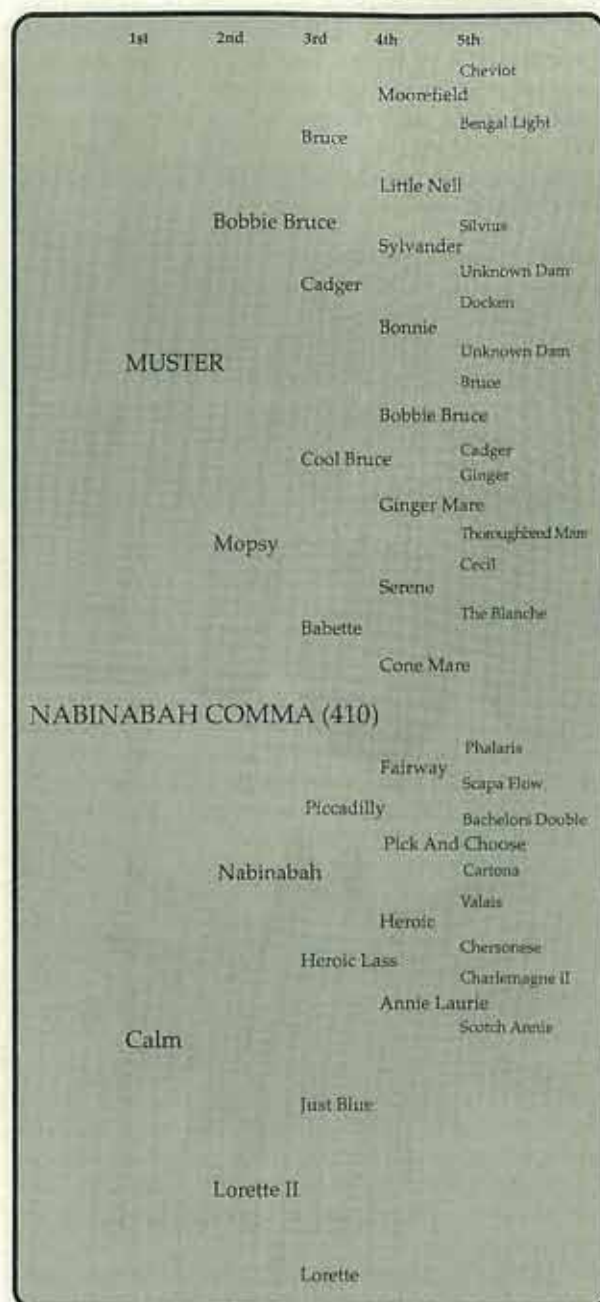 1st 2nd 3rd 4th 5th
Cheviot
Moorefield
Bengal Light
Bruce
Little Nell
Bobbie Bruce
Silvius
Sylvander
Unknown Dam
Cadger
Docken
Bonnie
Unknown Dam
MUSTER
Bruce
Bobbie Bruce
Cadger
Cool Bruce
Ginger
Ginger Mare
Thoroughbred Mare
Mopsy
Cecil
Serene
The Blanche
Babette
Cone Mare
NABINABAH COMMA (410)
Phalaris
Fairway
Scapa Flow
Piccadilly
Bachelors Double
Pick And Choose
Nabinabah
Cartona
Valais
Heroic
Chersonese
Heroic Lass
Charlemagne II
Annie Laurie
Scotch Annie
Calm
Just Blue
Lorette II
Lorette